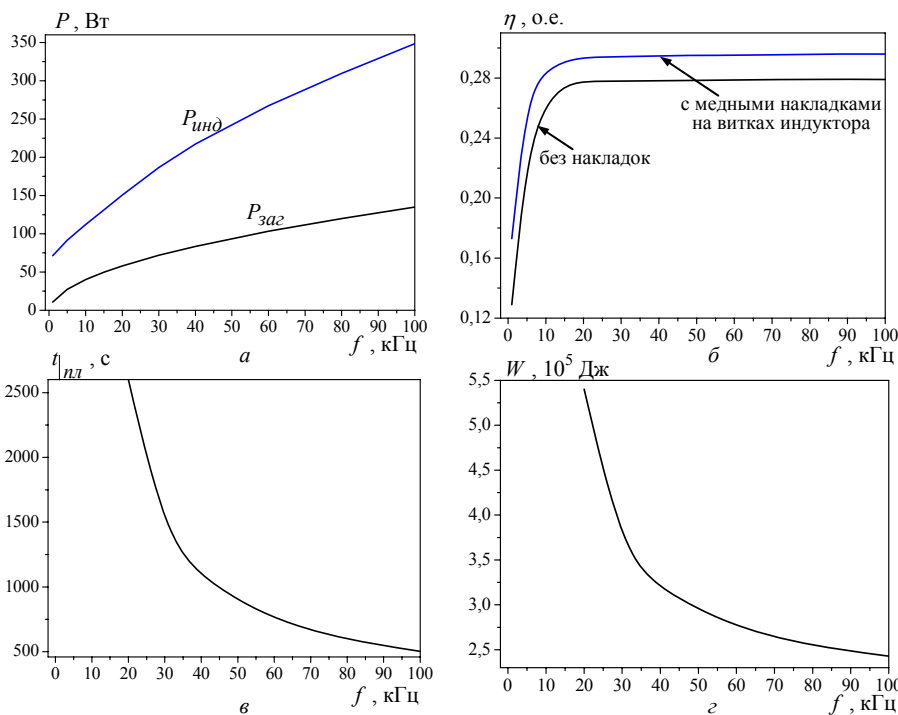 P , Вт
350
300
250
200
150
100
50
0
P инд
P заг
0 10 20 30 40 50 60 70 80 90 100
а
f , кГц
η , о.е.
0,28
0,24
0,20
0,16
0,12
с медными накладками
на витках индуктора
без накладок
0 10 20 30 40 50 60 70 80 90 100
б
f , кГц
t пл , с
2500
2000
1500
1000
500
0 10 20 30 40 50 60 70 80 90 100
в
f , кГц
W , 10⁵ Дж
5,5
5,0
4,5
4,0
3,5
3,0
2,5
0 10 20 30 40 50 60 70 80 90 100
г
f , кГц